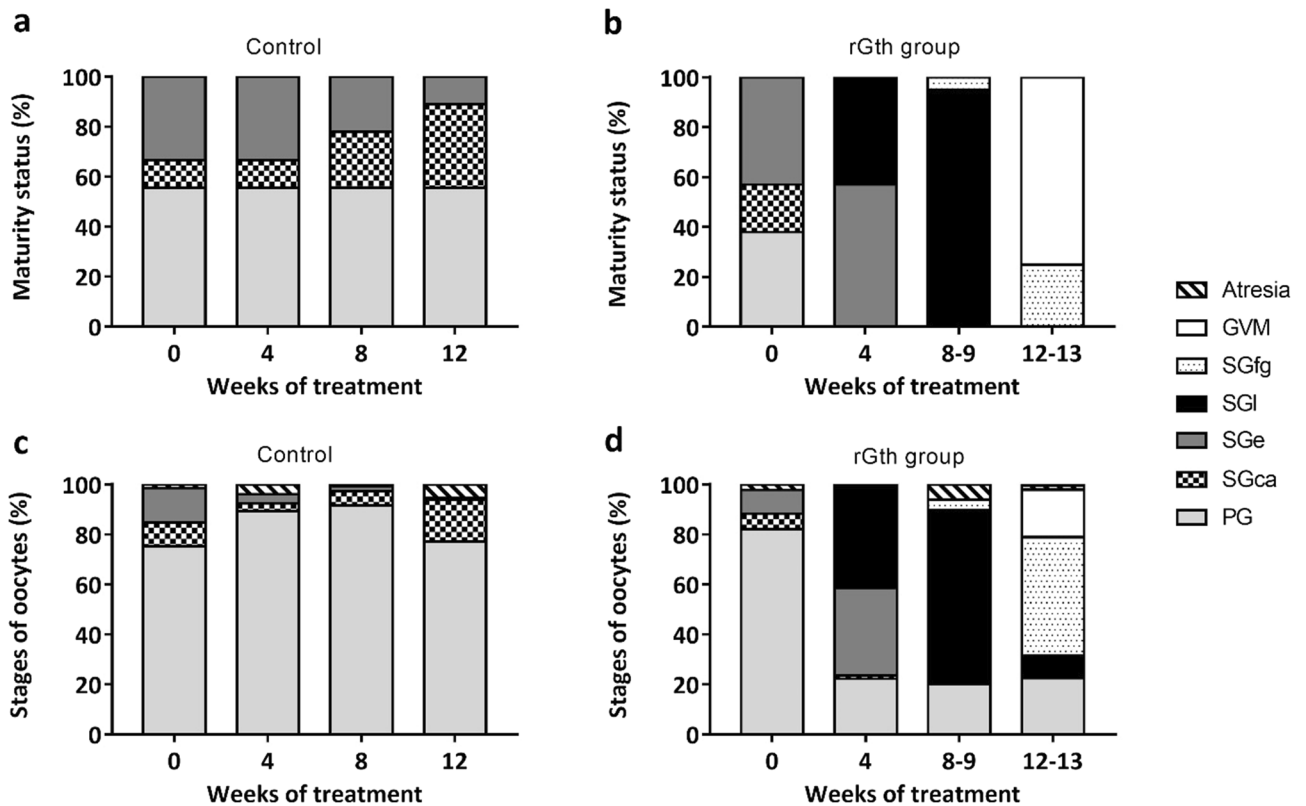 a
Control
Maturity status (%)
100
80
60
40
20
0
0 4 8 12
Weeks of treatment
b
rGth group
Maturity status (%)
100
80
60
40
20
0
0 4 8-9 12-13
Weeks of treatment
c
Control
Stages of oocytes (%)
100
80
60
40
20
0
0 4 8 12
Weeks of treatment
d
rGth group
Stages of oocytes (%)
100
80
60
40
20
0
0 4 8-9 12-13
Weeks of treatment
Atresia
GVM
SGfg
SGl
SGe
SGca
PG